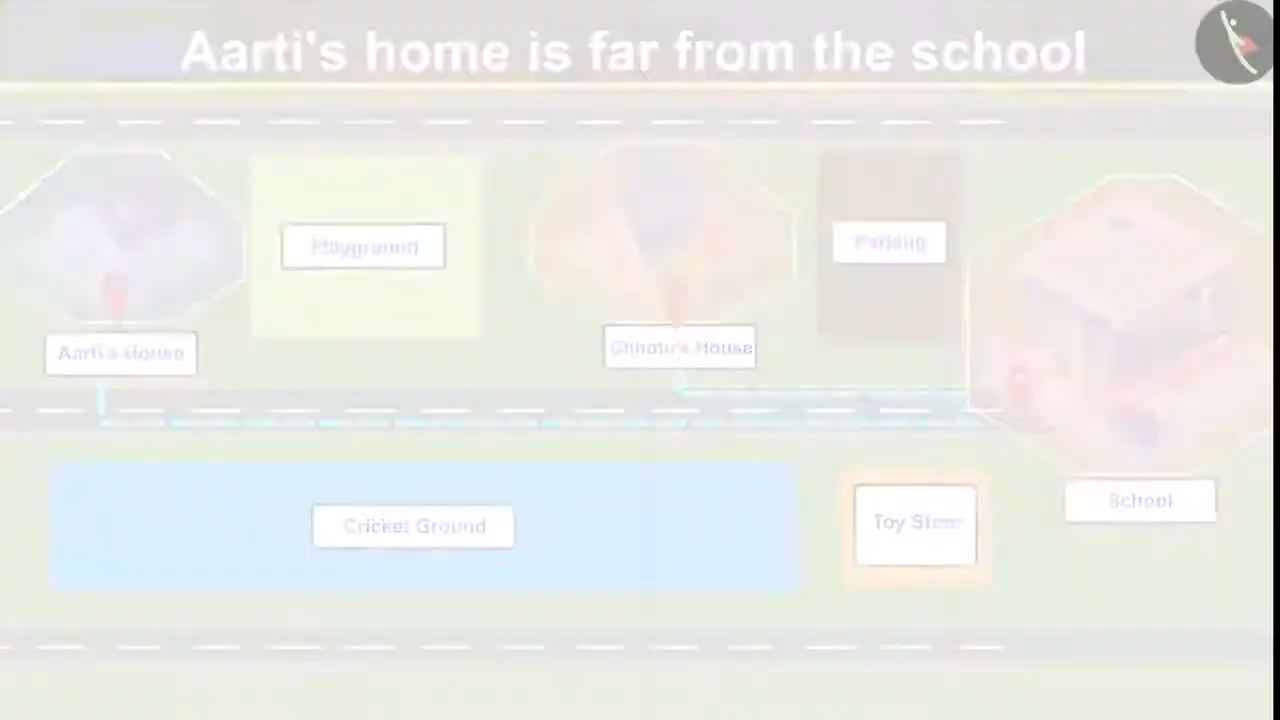 Aarti's home is far from the school
Playground
Parking
Aarti's House
Chhotu's House
Cricket Ground
Toy Store
School